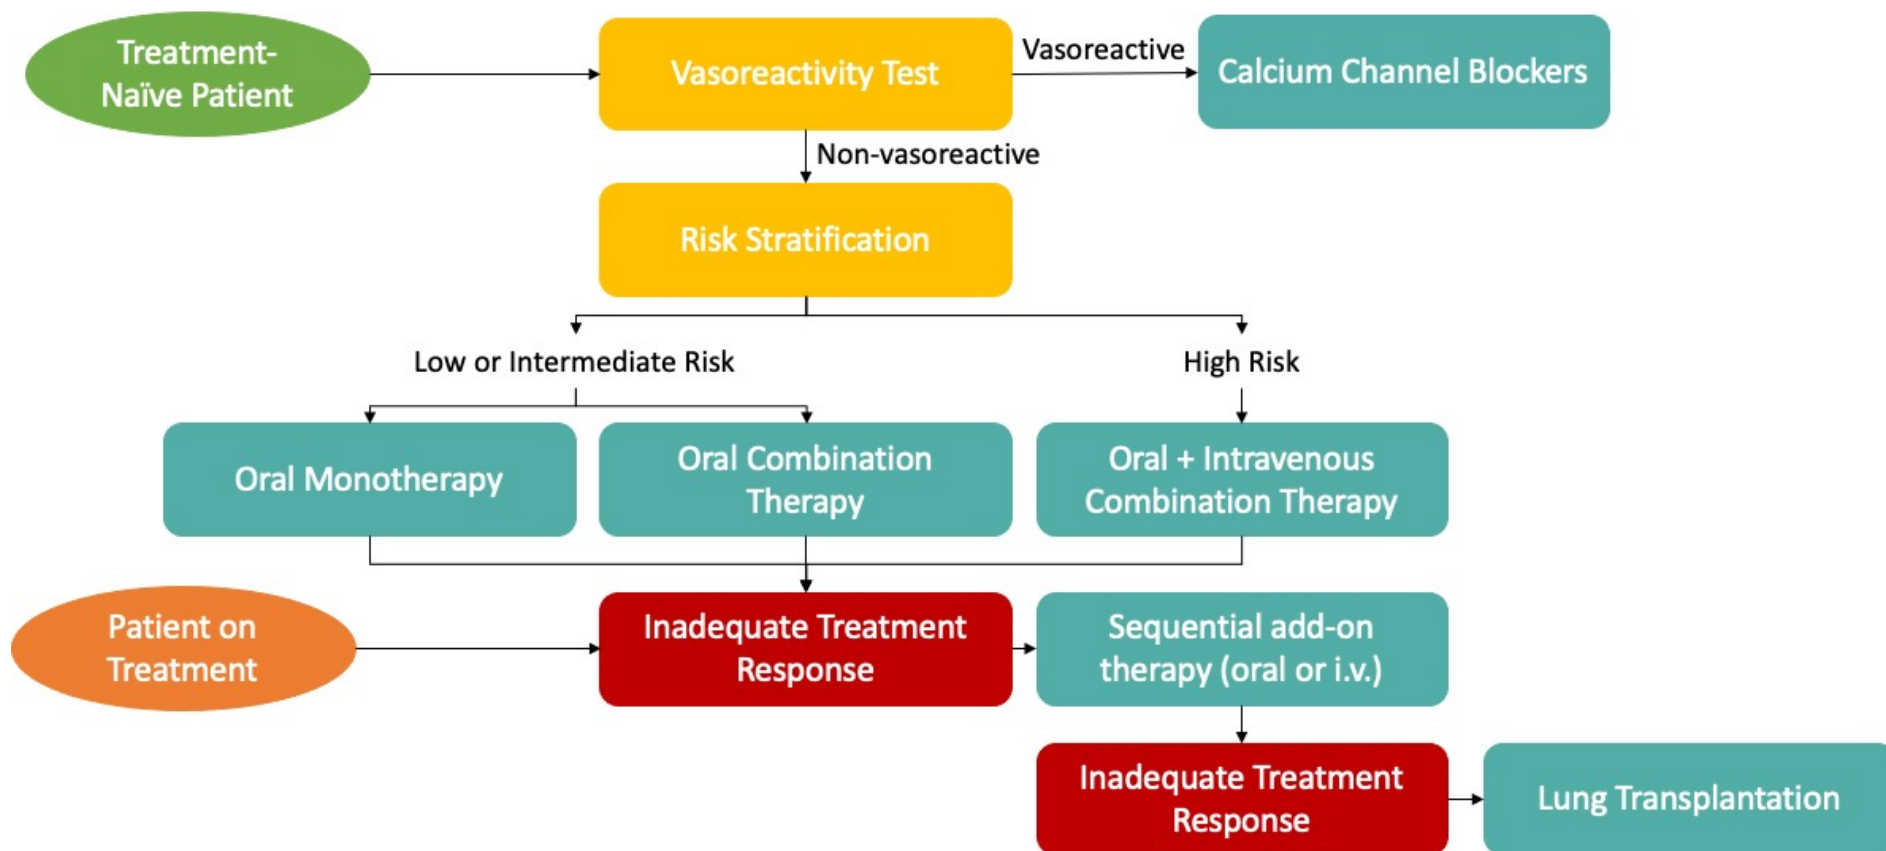 Treatment-
Naïve Patient
Vasoreactivity Test
Vasoreactive
Calcium Channel Blockers
Non-vasoreactive
Risk Stratification
Low or Intermediate Risk
High Risk
Oral Monotherapy
Oral Combination
Therapy
Oral + Intravenous
Combination Therapy
Patient on
Treatment
Inadequate Treatment
Response
Sequential add-on
therapy (oral or i.v.)
Inadequate Treatment
Response
Lung Transplantation